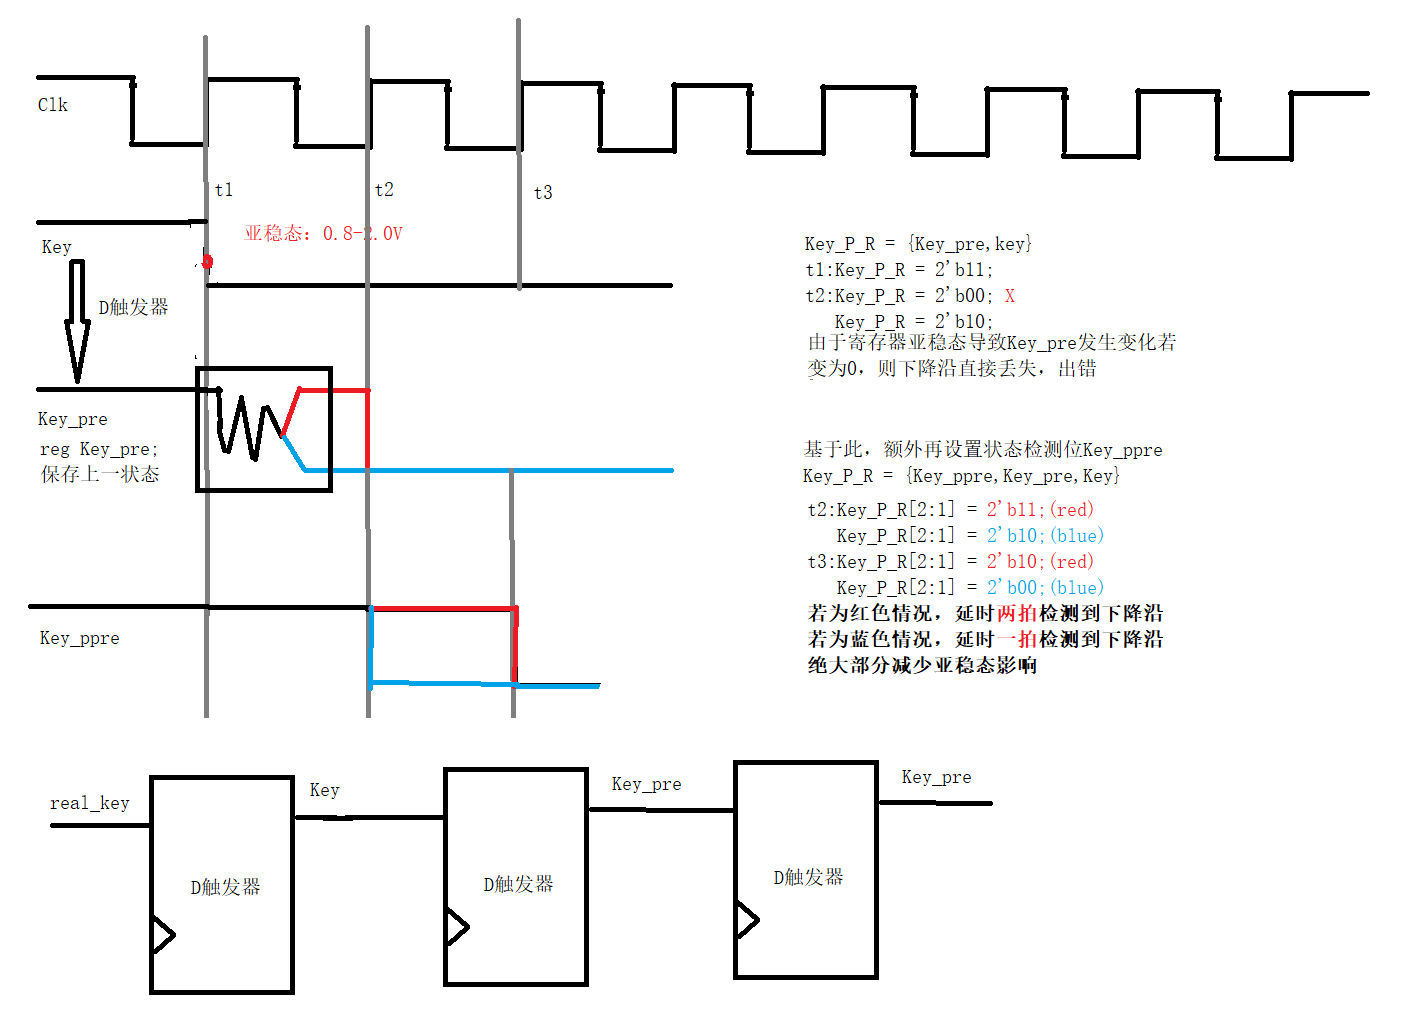 Clk
t1
t2
t3
亚稳态: 0.8-2.0V
Key
D触发器
Key_pre
reg Key_pre;
保存上一状态
Key_ppre
Key_P_R = {Key_pre,key}
t1:Key_P_R = 2'b11;
t2:Key_P_R = 2'b00; X
Key_P_R = 2'b10;
由于寄存器亚稳态导致Key_pre发生变化若
变为0, 则下降沿直接丢失, 出错
基于此, 额外再设置状态检测位Key_ppre
Key_P_R = {Key_ppre,Key_pre,Key}
t2:Key_P_R[2:1] = 2'b11;(red)
Key_P_R[2:1] = 2'b10;(blue)
t3:Key_P_R[2:1] = 2'b10;(red)
Key_P_R[2:1] = 2'b00;(blue)
若为红色情况, 延时两拍检测到下降沿
若为蓝色情况, 延时一拍检测到下降沿
绝大部分减少亚稳态影响
real_key
Key
Key_pre
Key_pre
D触发器
D触发器
D触发器